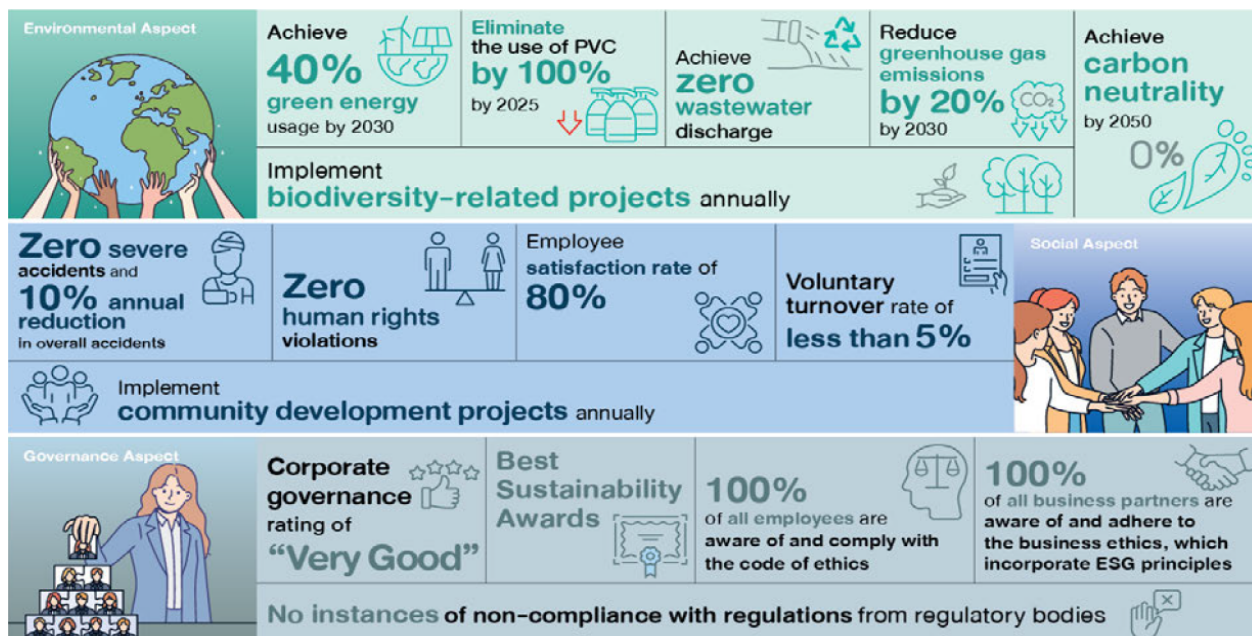 Environmental Aspect
Achieve
40%
green energy
usage by 2030
Eliminate
the use of PVC
by 100%
by 2025
Achieve
zero
wastewater
discharge
Reduce
greenhouse gas
emissions
by 20%
by 2030
CO₂
Achieve
carbon
neutrality
by 2050
0%
Implement
biodiversity-related projects annually
Zero severe
accidents and
10% annual
reduction
in overall accidents
Zero
human rights
violations
Employee
satisfaction rate of
80%
Voluntary
turnover rate of
less than 5%
Social Aspect
Implement
community development projects annually
Governance Aspect
Corporate
governance
rating of
“Very Good”
Best
Sustainability
Awards
100%
of all employees are
aware of and comply with
the code of ethics
100%
of all business partners are
aware of and adhere to
the business ethics, which
incorporate ESG principles
No instances of non-compliance with regulations from regulatory bodies